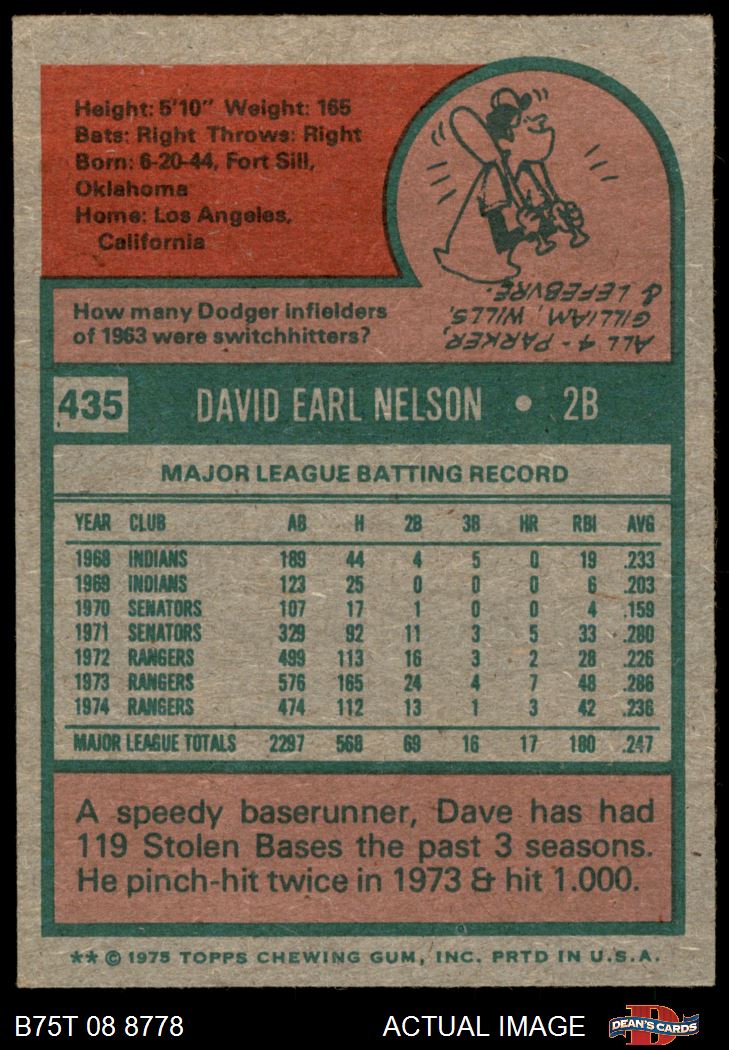 Height: 5'10" Weight: 165
Bats: Right Throws: Right
Born: 6-20-44, Fort Sill,
Oklahoma
Home: Los Angeles,
California
How many Dodger infielders
of 1963 were switchhitters?
ALL 4 - PARKER,
GILLIAM, WILLS,
& LEFEBVRE.
435 DAVID EARL NELSON • 2B
MAJOR LEAGUE BATTING RECORD
YEAR CLUB AB H 2B 3B HR RBI AVG
1968 INDIANS 189 44 4 5 0 19 .233
1969 INDIANS 123 25 0 0 0 6 .203
1970 SENATORS 107 17 1 0 0 4 .159
1971 SENATORS 329 92 11 3 5 33 .280
1972 RANGERS 499 113 16 3 2 28 .226
1973 RANGERS 576 165 24 4 7 48 .286
1974 RANGERS 474 112 13 1 3 42 .236
MAJOR LEAGUE TOTALS 2297 568 69 16 17 180 .247
A speedy baserunner, Dave has had
119 Stolen Bases the past 3 seasons.
He pinch-hit twice in 1973 & hit 1.000.
** © 1975 TOPPS CHEWING GUM, INC. PRTD IN U.S.A.
B75T 08 8778 ACTUAL IMAGE DEAN'S CARDS